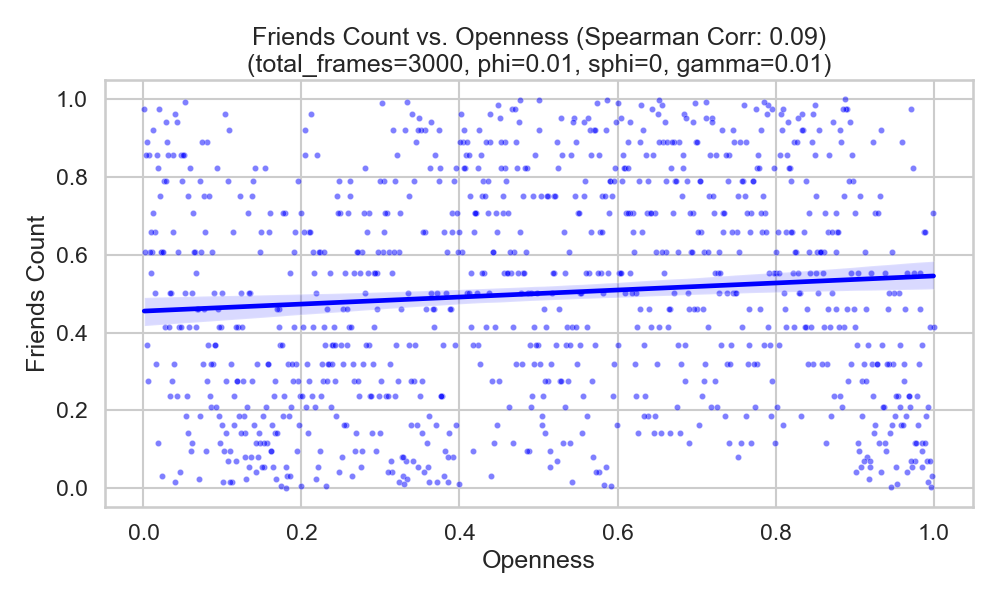 Friends Count vs. Openness (Spearman Corr: 0.09)
(total_frames=3000, phi=0.01, sphi=0, gamma=0.01)
1.0
0.8
0.6
0.4
0.2
0.0
Friends Count
0.0 0.2 0.4 0.6 0.8 1.0
Openness